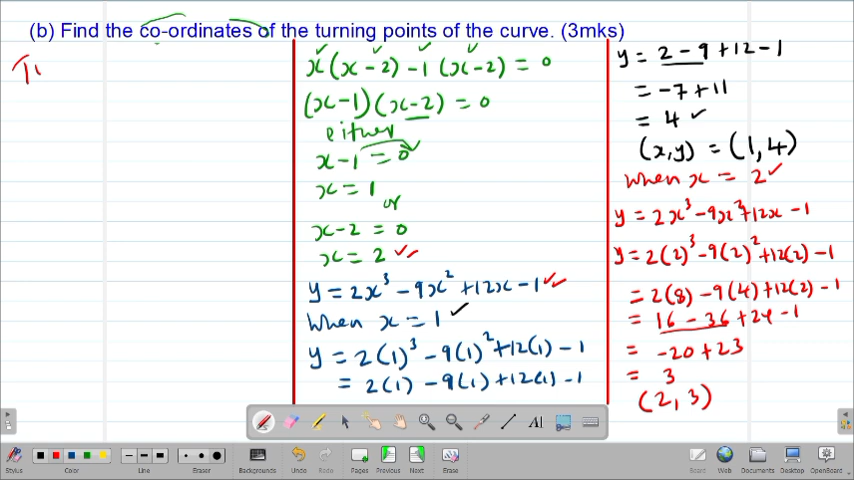 (b) Find the co-ordinates of the turning points of the curve. (3mks)
x(x-2)-1(x-2)=0
(x-1)(x-2)=0
either
x-1=0
x=1
or
x-2=0
x=2
y=2x³-9x²+12x-1
When x=1
y=2(1)³-9(1)²+12(1)-1
=2(1)-9(1)+12(1)-1
y=2-9+12-1
=-7+11
=4
(x,y)=(1,4)
When x=2
y=2x³-9x²+12x-1
y=2(2)³-9(2)²+12(2)-1
=2(8)-9(4)+12(2)-1
=16-36+24-1
=-20+23
=3
(2,3)
Stylus
Color
Line
Eraser
Backgrounds
Undo
Redo
Pages
Previous
Next
Erase
Board
Web
Documents
Desktop
OpenBoard